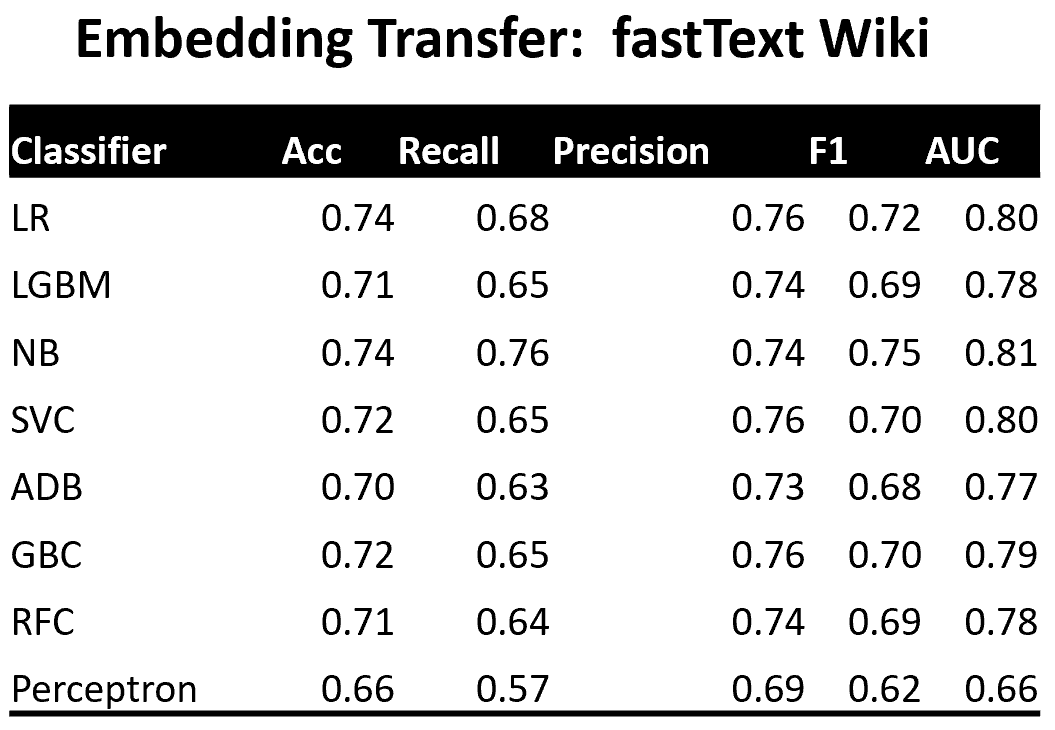 Embedding Transfer: fastText Wiki
Classifier Acc Recall Precision F1 AUC
LR 0.74 0.68 0.76 0.72 0.80
LGBM 0.71 0.65 0.74 0.69 0.78
NB 0.74 0.76 0.74 0.75 0.81
SVC 0.72 0.65 0.76 0.70 0.80
ADB 0.70 0.63 0.73 0.68 0.77
GBC 0.72 0.65 0.76 0.70 0.79
RFC 0.71 0.64 0.74 0.69 0.78
Perceptron 0.66 0.57 0.69 0.62 0.66